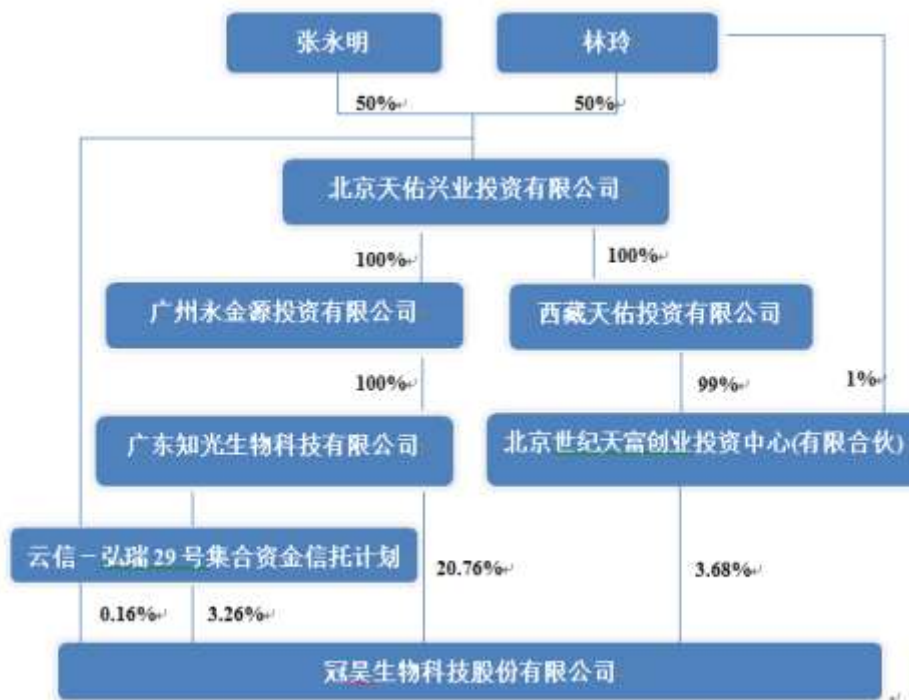 张永明
林玲
50%
50%
北京天佑兴业投资有限公司
100%
100%
广州永金源投资有限公司
西藏天佑投资有限公司
100%
99%
1%
广东知光生物科技有限公司
北京世纪天富创业投资中心(有限合伙)
云信－弘瑞29号集合资金信托计划
20.76%
3.68%
0.16%
3.26%
冠昊生物科技股份有限公司